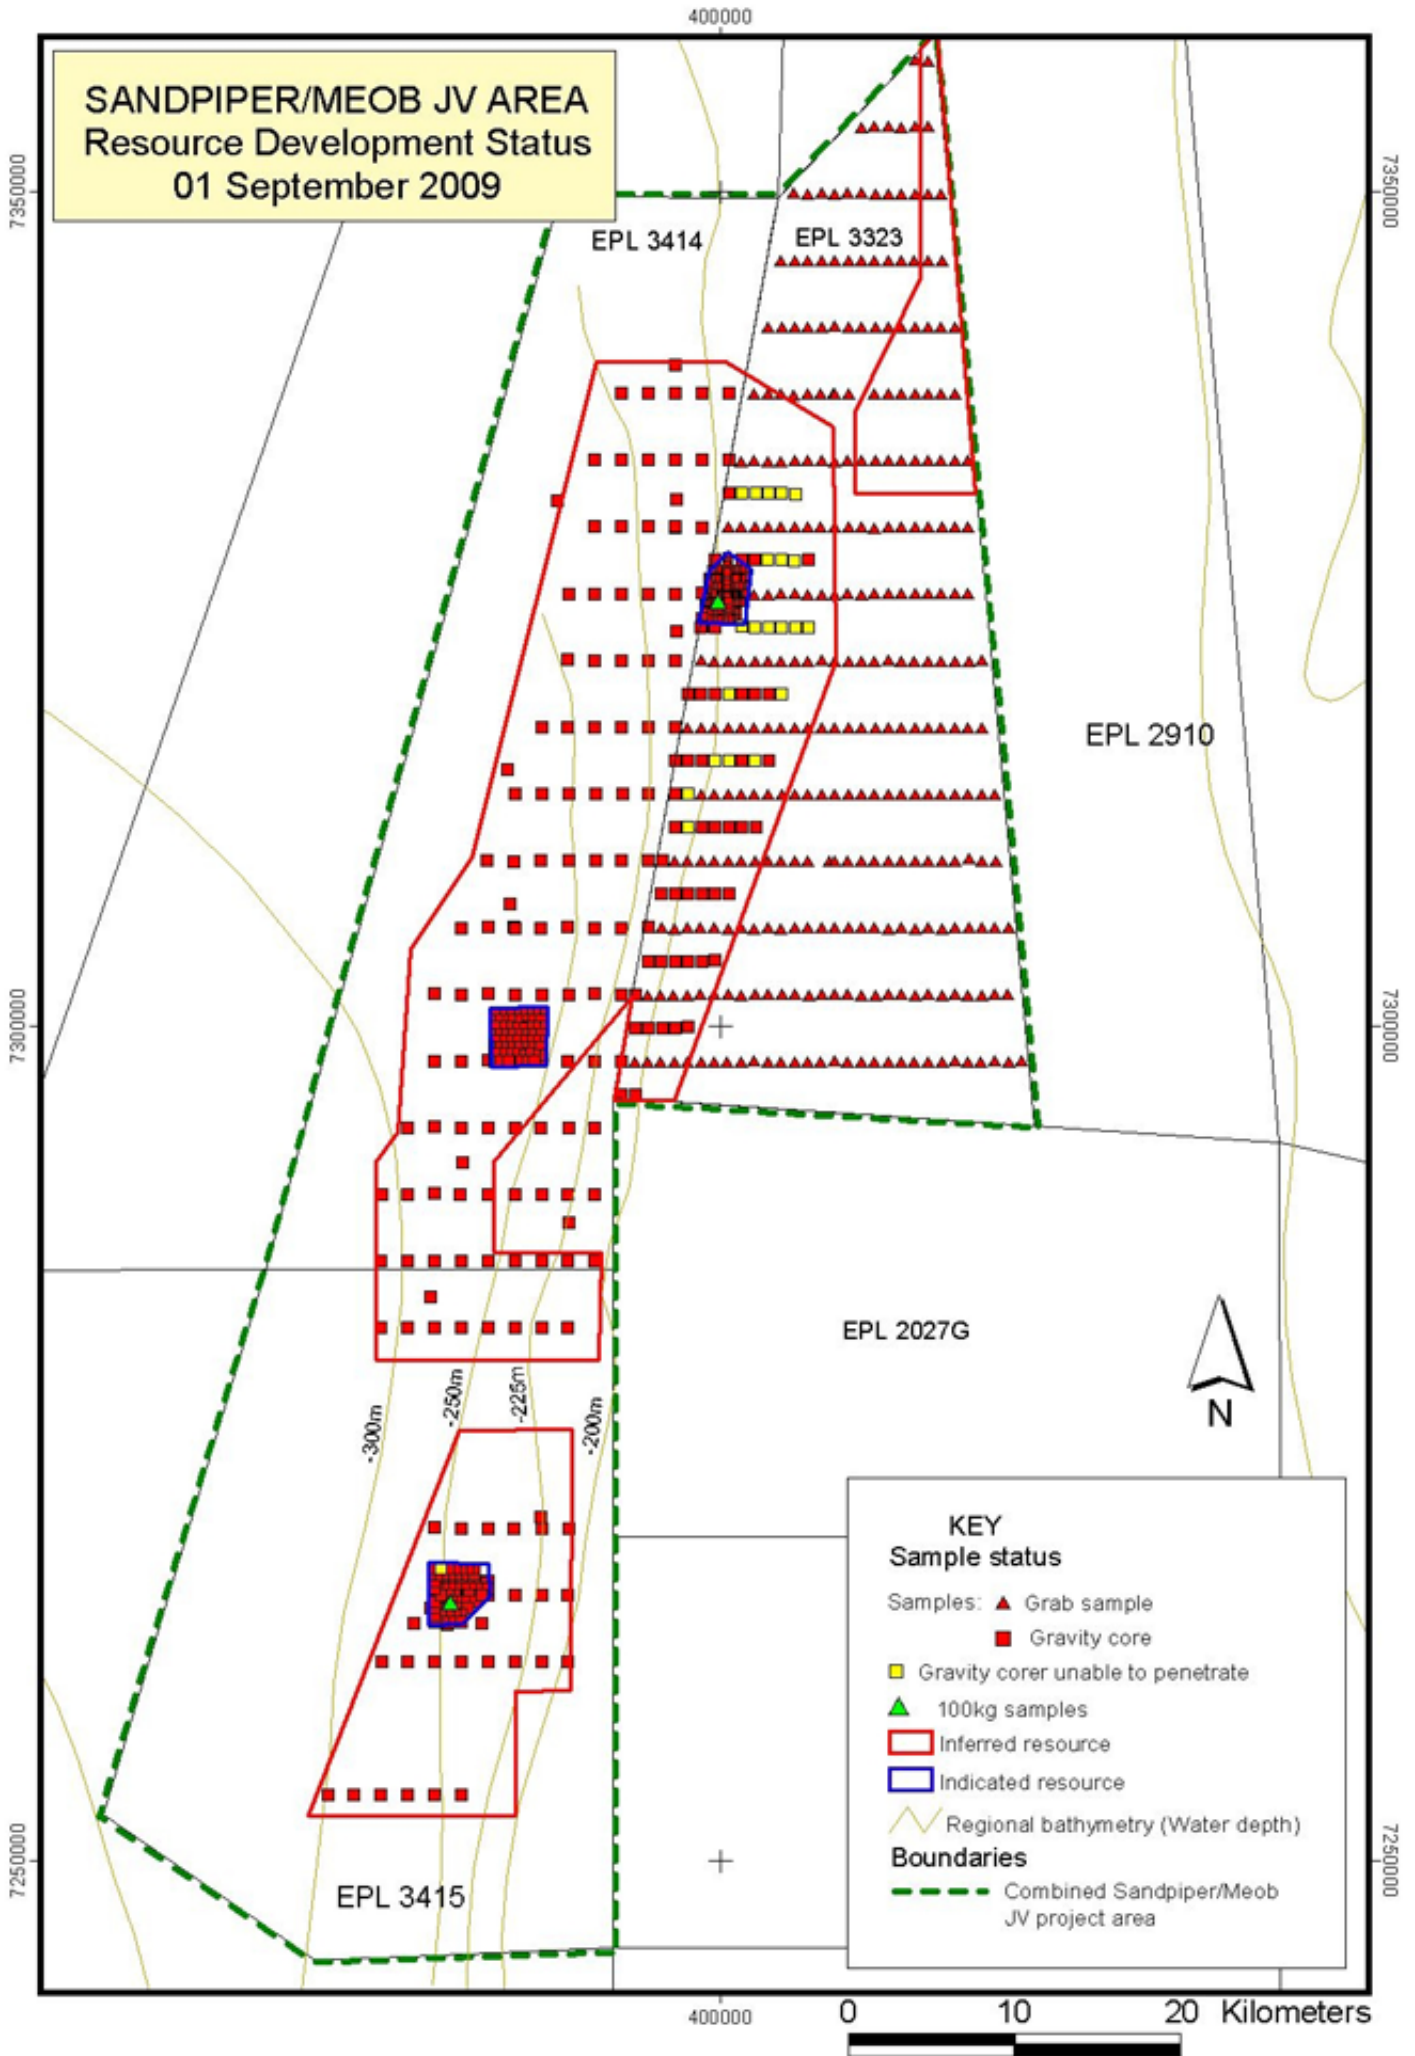 400000
SANDPIPER/MEOB JV AREA
Resource Development Status
01 September 2009
7350000
7350000
EPL 3414
EPL 3323
EPL 2910
7300000
7300000
EPL 2027G
-300m
-250m
-225m
-200m
N
KEY
Sample status
Samples: Grab sample
Gravity core
Gravity corer unable to penetrate
100kg samples
Inferred resource
Indicated resource
Regional bathymetry (Water depth)
Boundaries
Combined Sandpiper/Meob
JV project area
7250000
7250000
EPL 3415
400000
0 10 20 Kilometers